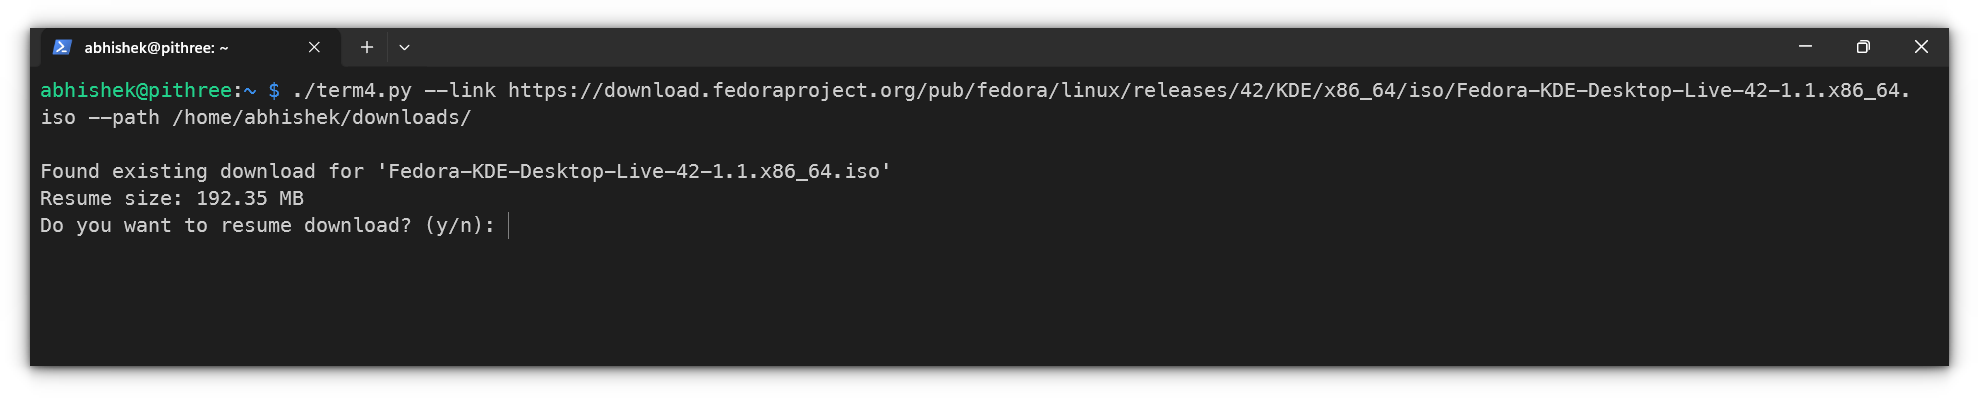 abhishek@pithree: ~
abhishek@pithree:~ $ ./term4.py --link https://download.fedoraproject.org/pub/fedora/linux/releases/42/KDE/x86_64/iso/Fedora-KDE-Desktop-Live-42-1.1.x86_64.
iso --path /home/abhishek/downloads/
Found existing download for 'Fedora-KDE-Desktop-Live-42-1.1.x86_64.iso'
Resume size: 192.35 MB
Do you want to resume download? (y/n):